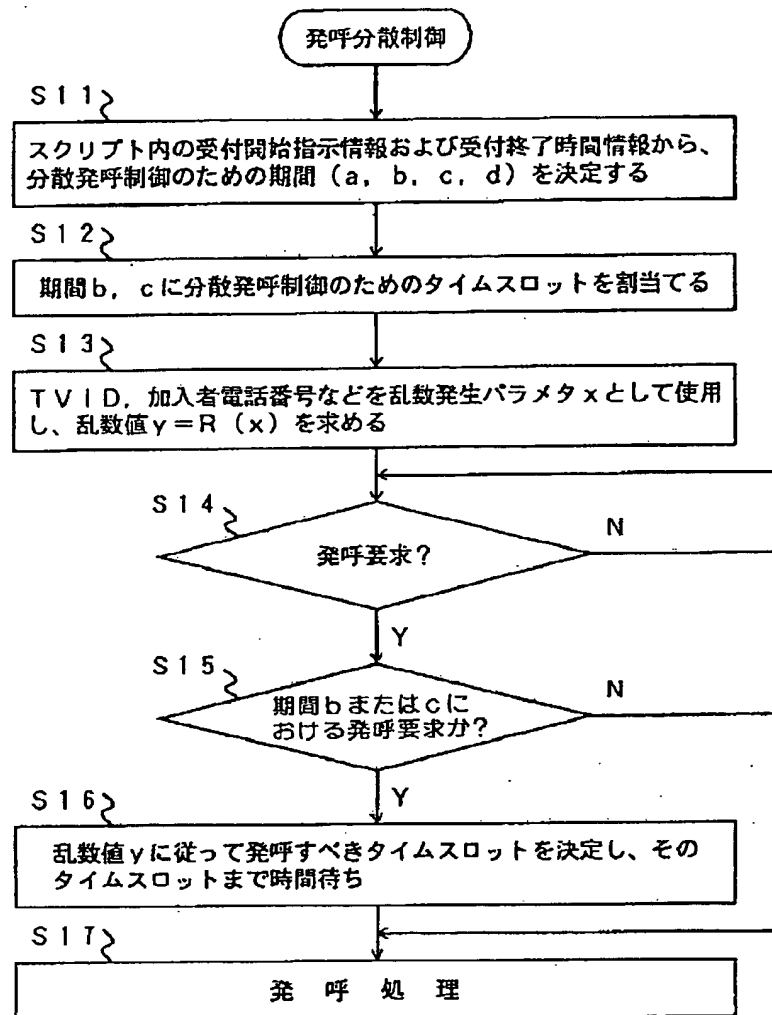 発呼分散制御
S11
スクリプト内の受付開始指示情報および受付終了時間情報から、
分散発呼制御のための期間(a,b,c,d)を決定する
S12
期間b,cに分散発呼制御のためのタイムスロットを割当てる
S13
TVID,加入者電話番号などを乱数発生パラメタxとして使用
し、乱数値y=R(x)を求める
S14
発呼要求?
N
Y
S15
期間bまたはcに
おける発呼要求か?
N
Y
S16
乱数値yに従って発呼すべきタイムスロットを決定し、その
タイムスロットまで時間待ち
S17
発呼処理